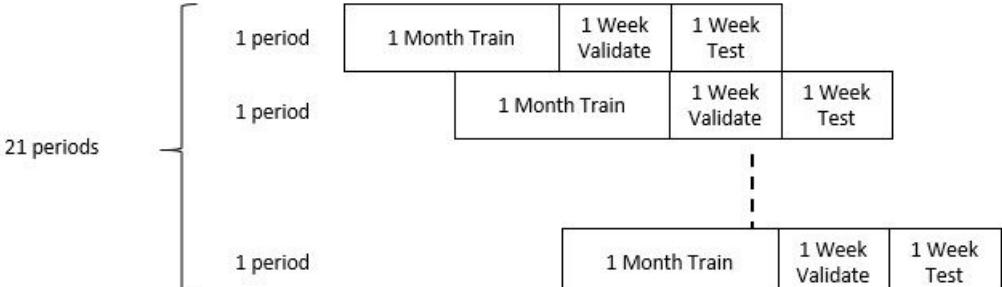 1 period
1 Month Train
1 Week
Validate
1 Week
Test
1 period
1 Month Train
1 Week
Validate
1 Week
Test
21 periods
1 period
1 Month Train
1 Week
Validate
1 Week
Test